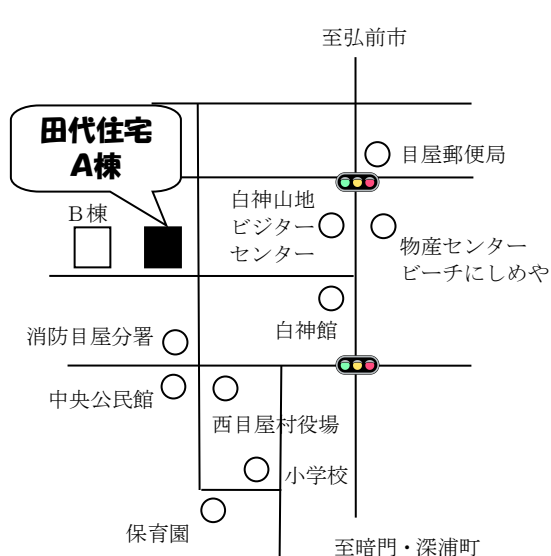 至弘前市
田代住宅
A棟
目屋郵便局
白神山地
ビジター
センター
B棟
物産センター
ビーチにしめや
白神館
消防目屋分署
中央公民館
西目屋村役場
小学校
保育園
至暗門・深浦町